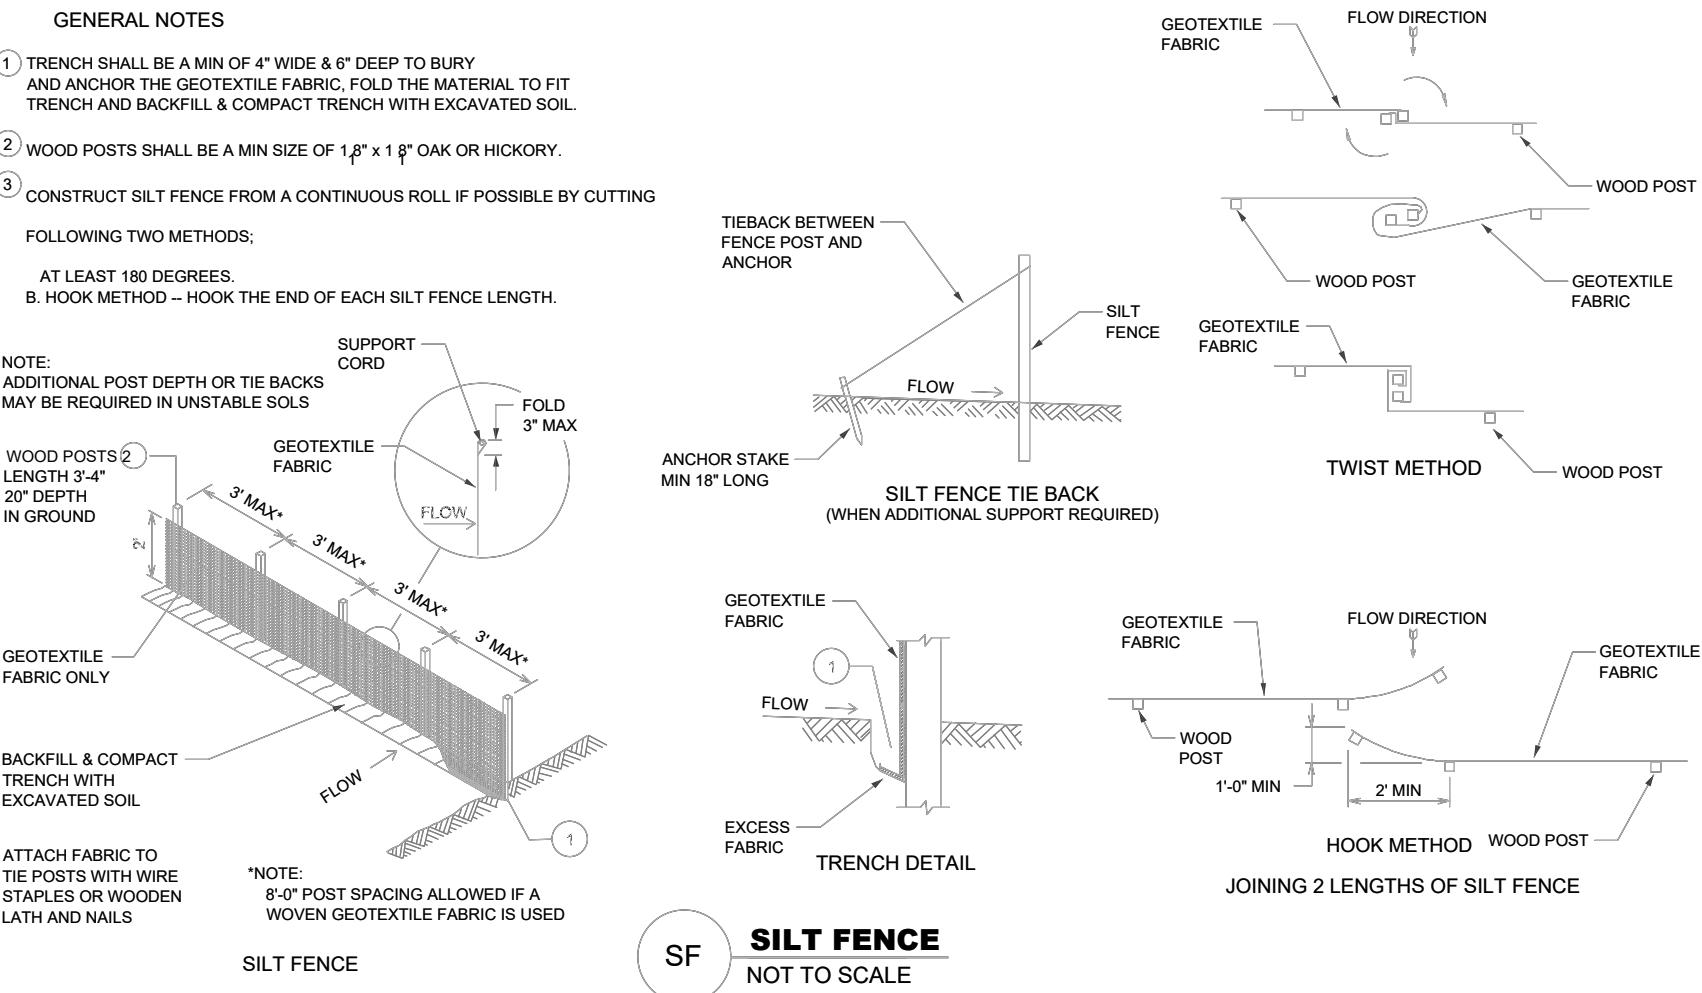 GENERAL NOTES
1 TRENCH SHALL BE A MIN OF 4" WIDE & 6" DEEP TO BURY
AND ANCHOR THE GEOTEXTILE FABRIC, FOLD THE MATERIAL TO FIT
TRENCH AND BACKFILL & COMPACT TRENCH WITH EXCAVATED SOIL.
2 WOOD POSTS SHALL BE A MIN SIZE OF 1 1/8" x 1 1/8" OAK OR HICKORY.
3 CONSTRUCT SILT FENCE FROM A CONTINUOUS ROLL IF POSSIBLE BY CUTTING
FOLLOWING TWO METHODS;
AT LEAST 180 DEGREES.
B. HOOK METHOD -- HOOK THE END OF EACH SILT FENCE LENGTH.
NOTE:
ADDITIONAL POST DEPTH OR TIE BACKS
MAY BE REQUIRED IN UNSTABLE SOLS
SUPPORT
CORD
FOLD
3" MAX
GEOTEXTILE
FABRIC
FLOW
WOOD POSTS 2
LENGTH 3'-4"
20" DEPTH
IN GROUND
2'
3' MAX*
3' MAX*
3' MAX*
3' MAX*
GEOTEXTILE
FABRIC ONLY
BACKFILL & COMPACT
TRENCH WITH
EXCAVATED SOIL
FLOW
1
ATTACH FABRIC TO
TIE POSTS WITH WIRE
STAPLES OR WOODEN
LATH AND NAILS
*NOTE:
8'-0" POST SPACING ALLOWED IF A
WOVEN GEOTEXTILE FABRIC IS USED
SILT FENCE
TIEBACK BETWEEN
FENCE POST AND
ANCHOR
SILT
FENCE
FLOW
ANCHOR STAKE
MIN 18" LONG
SILT FENCE TIE BACK
(WHEN ADDITIONAL SUPPORT REQUIRED)
GEOTEXTILE
FABRIC
1
FLOW
EXCESS
FABRIC
TRENCH DETAIL
GEOTEXTILE
FABRIC
FLOW DIRECTION
WOOD POST
WOOD POST
GEOTEXTILE
FABRIC
GEOTEXTILE
FABRIC
TWIST METHOD
WOOD POST
GEOTEXTILE
FABRIC
FLOW DIRECTION
GEOTEXTILE
FABRIC
WOOD
POST
1'-0" MIN
2' MIN
HOOK METHOD
WOOD POST
JOINING 2 LENGTHS OF SILT FENCE
SF
SILT FENCE
NOT TO SCALE